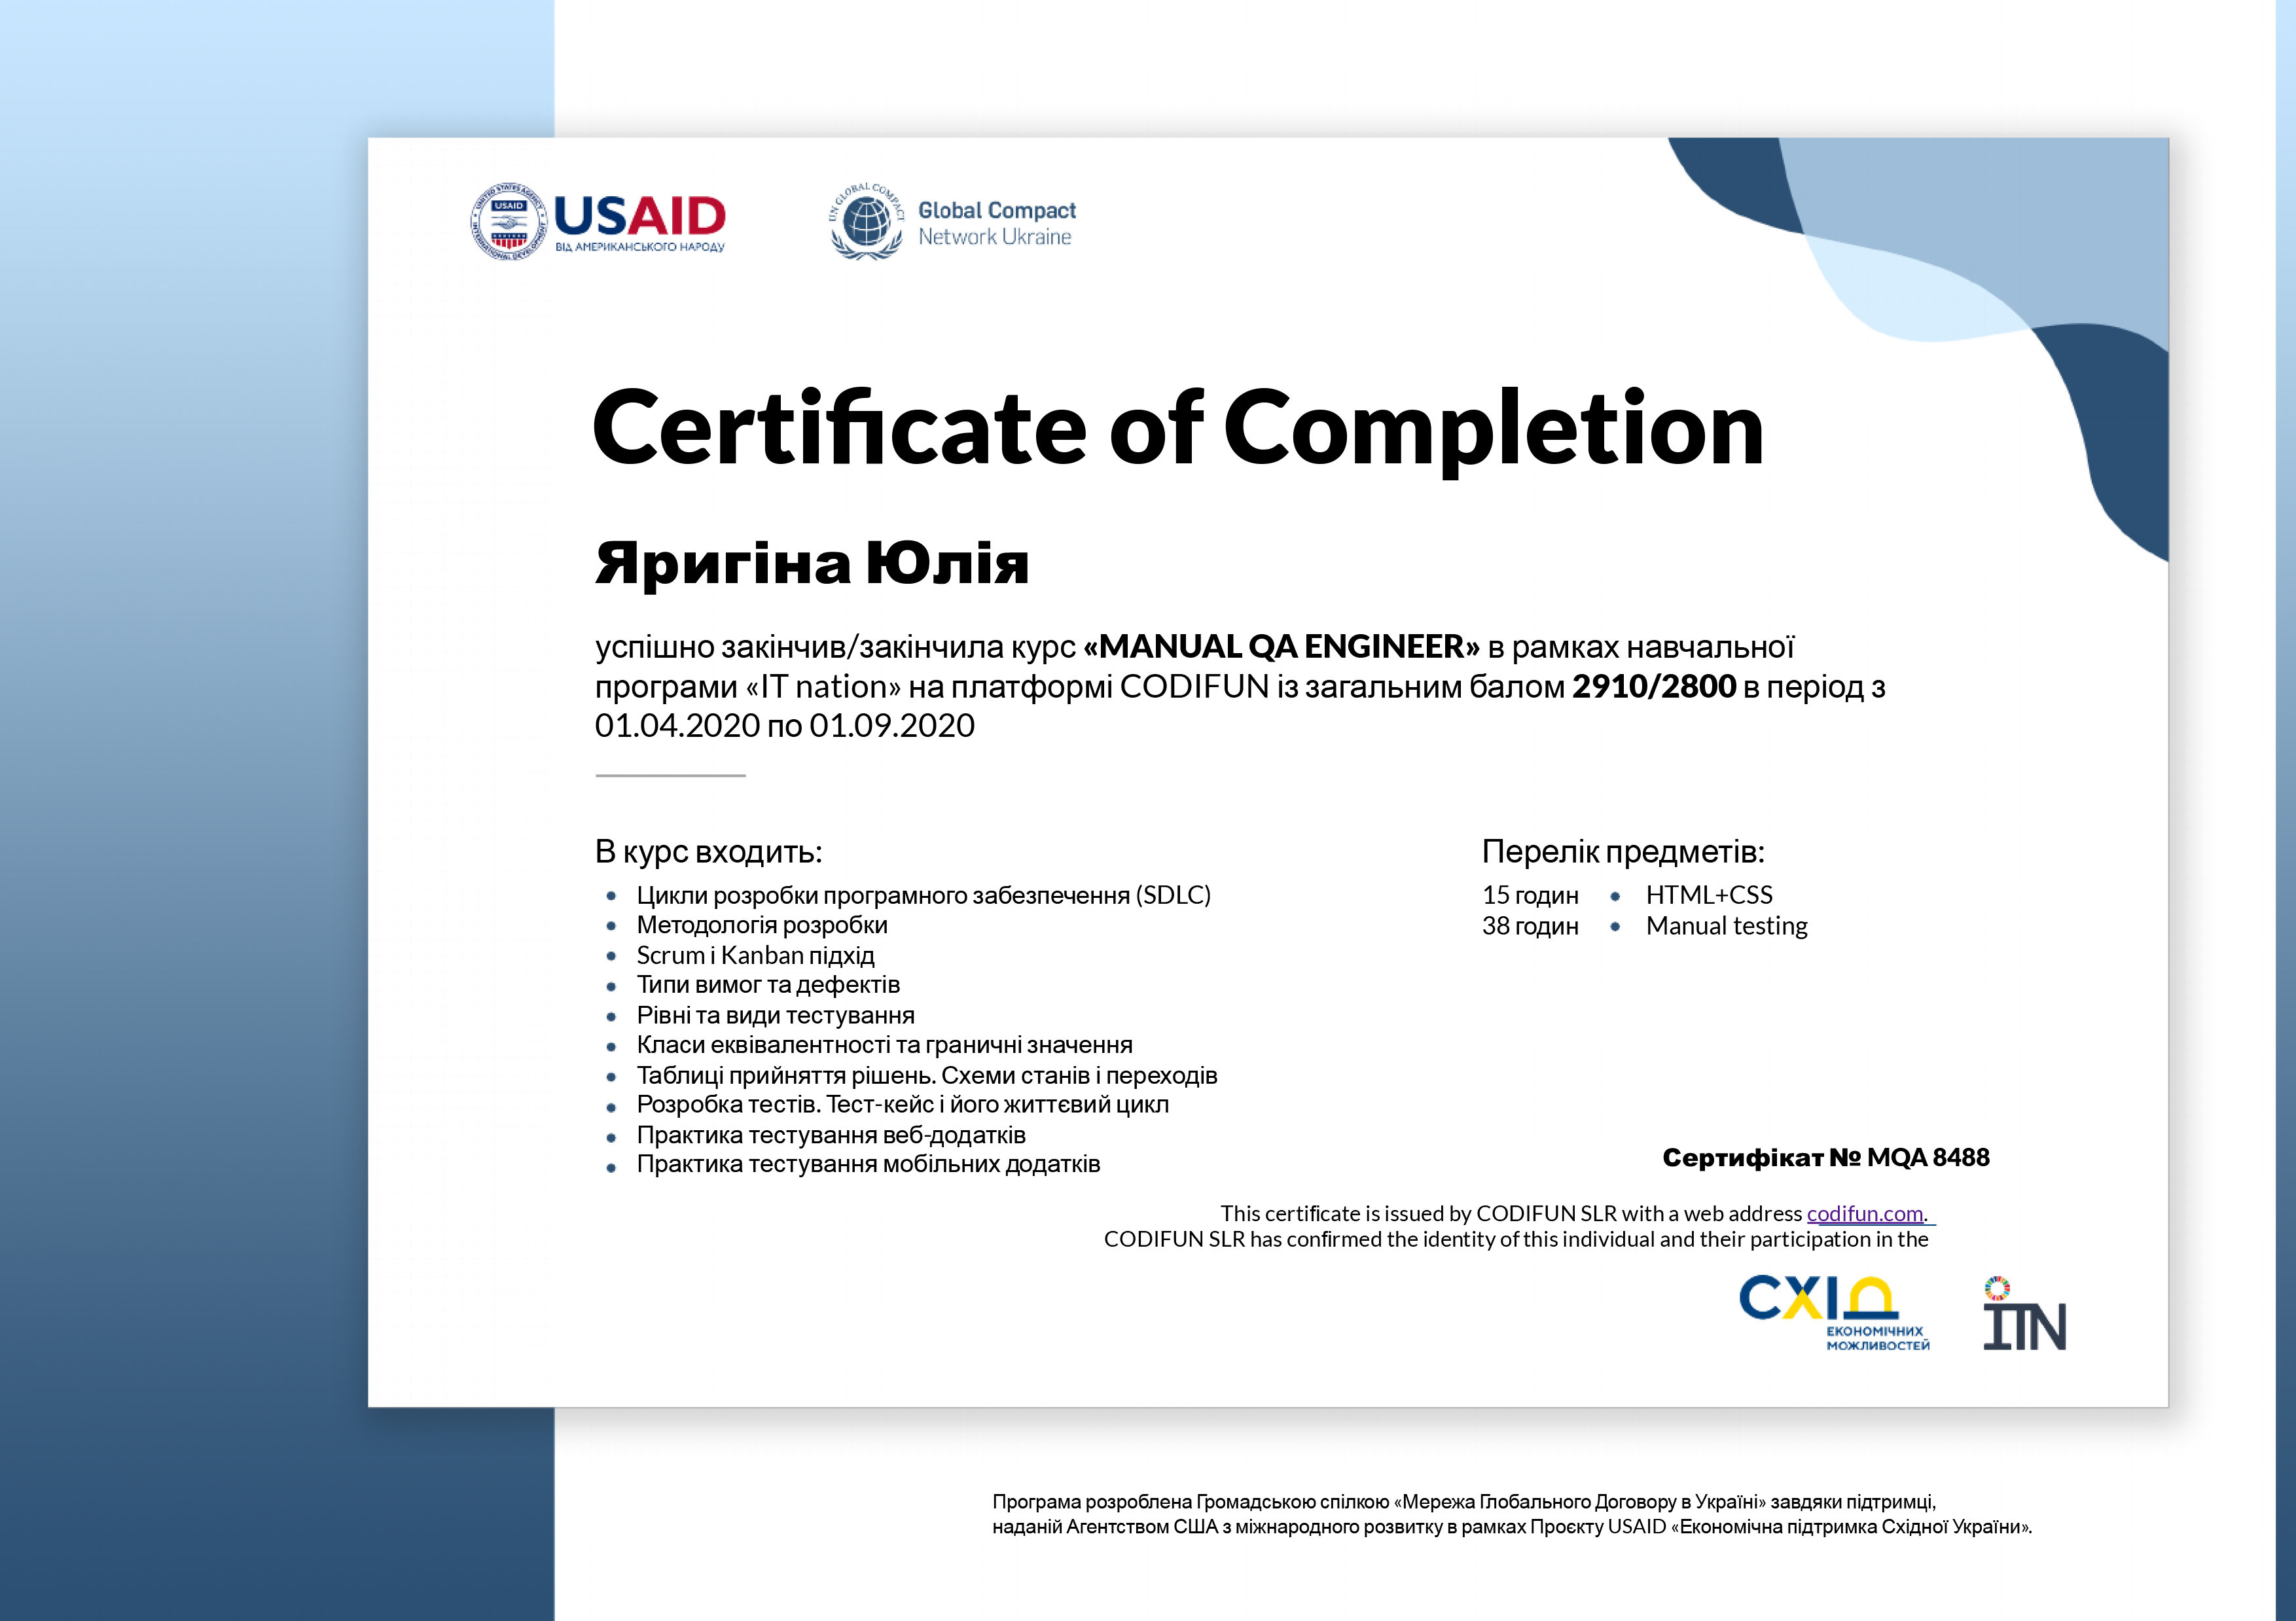 UNITED STATES AGENCY
USAID
INTERNATIONAL DEVELOPMENT
USAID
ВІД АМЕРИКАНСЬКОГО НАРОДУ
UN GLOBAL COMPACT
Global Compact
Network Ukraine
Certificate of Completion
Яригіна Юлія
успішно закінчив/закінчила курс «MANUAL QA ENGINEER» в рамках навчальної
програми «IT nation» на платформі CODIFUN із загальним балом 2910/2800 в період з
01.04.2020 по 01.09.2020
В курс входить:
Цикли розробки програмного забезпечення (SDLC)
Методологія розробки
Scrum і Kanban підхід
Типи вимог та дефектів
Рівні та види тестування
Класи еквівалентності та граничні значення
Таблиці прийняття рішень. Схеми станів і переходів
Розробка тестів. Тест-кейс і його життєвий цикл
Практика тестування веб-додатків
Практика тестування мобільних додатків
Перелік предметів:
15 годин • HTML+CSS
38 годин • Manual testing
Сертифікат № MQA 8488
This certificate is issued by CODIFUN SLR with a web address codifun.com.
CODIFUN SLR has confirmed the identity of this individual and their participation in the
СХІД
ЕКОНОМІЧНИХ
МОЖЛИВОСТЕЙ
ITN
Програма розроблена Громадською спілкою «Мережа Глобального Договору в Україні» завдяки підтримці,
наданій Агентством США з міжнародного розвитку в рамках Проєкту USAID «Економічна підтримка Східної України».